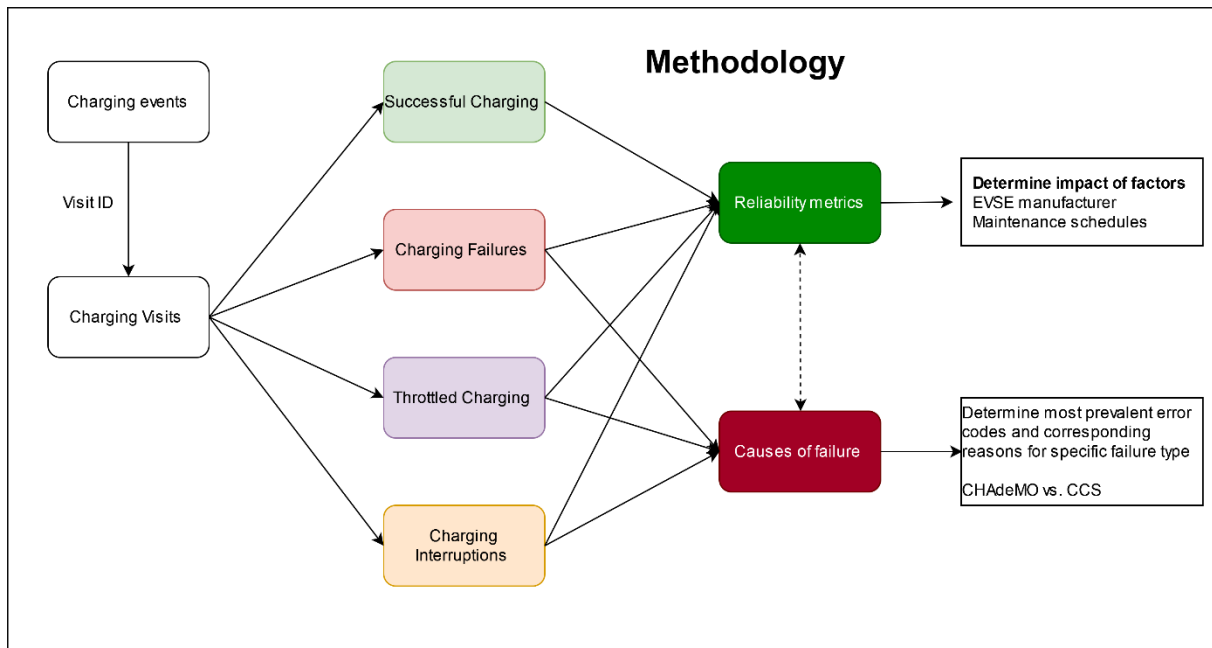 Methodology
Charging events
Visit ID
Charging Visits
Successful Charging
Charging Failures
Throttled Charging
Charging
Interruptions
Reliability metrics
Causes of failure
Determine impact of factors
EVSE manufacturer
Maintenance schedules
Determine most prevalent error
codes and corresponding
reasons for specific failure type
CHAdeMO vs. CCS